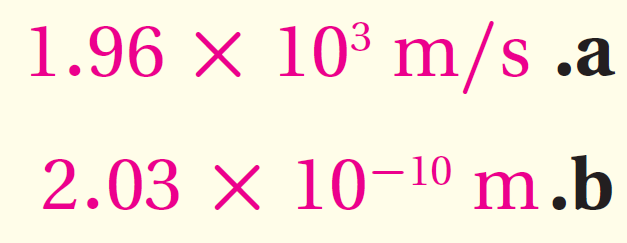 1.96 × 10³ m/s .a
2.03 × 10⁻¹⁰ m .b